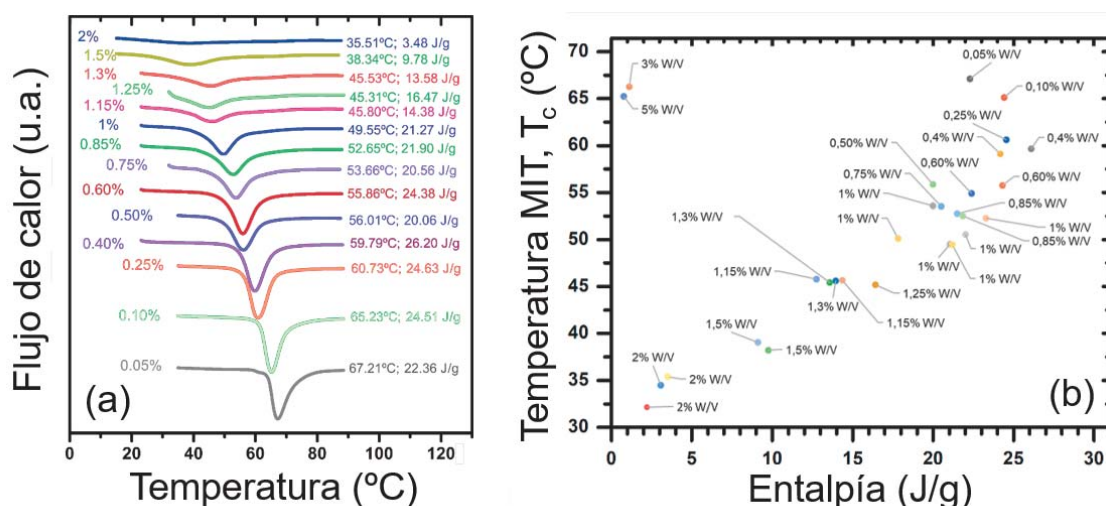 2%
35.51ºC; 3.48 J/g
1.5%
38.34ºC; 9.78 J/g
1.3%
45.53ºC; 13.58 J/g
1.25%
45.31ºC; 16.47 J/g
1.15%
45.80ºC; 14.38 J/g
1%
49.55ºC; 21.27 J/g
0.85%
52.65ºC; 21.90 J/g
0.75%
53.66ºC; 20.56 J/g
0.60%
55.86ºC; 24.38 J/g
0.50%
56.01ºC; 20.06 J/g
0.40%
59.79ºC; 26.20 J/g
0.25%
60.73ºC; 24.63 J/g
0.10%
65.23ºC; 24.51 J/g
0.05%
67.21ºC; 22.36 J/g
Flujo de calor (u.a.)
(a)
0 20 40 60 80 100 120
Temperatura (ºC)
Temperatura MIT, Tc (ºC)
70
65
60
55
50
45
40
35
30
3% W/V
5% W/V
0,05% W/V
0,10% W/V
0,25% W/V
0,4% W/V
0,4% W/V
0,50% W/V
0,60% W/V
0,75% W/V
0,60% W/V
1% W/V
0,85% W/V
1,3% W/V
1% W/V
1% W/V
0,85% W/V
1% W/V
1% W/V
1% W/V
1,15% W/V
1,25% W/V
1,3% W/V
1,15% W/V
1,5% W/V
1,5% W/V
2% W/V
2% W/V
2% W/V
(b)
0 5 10 15 20 25 30
Entalpía (J/g)